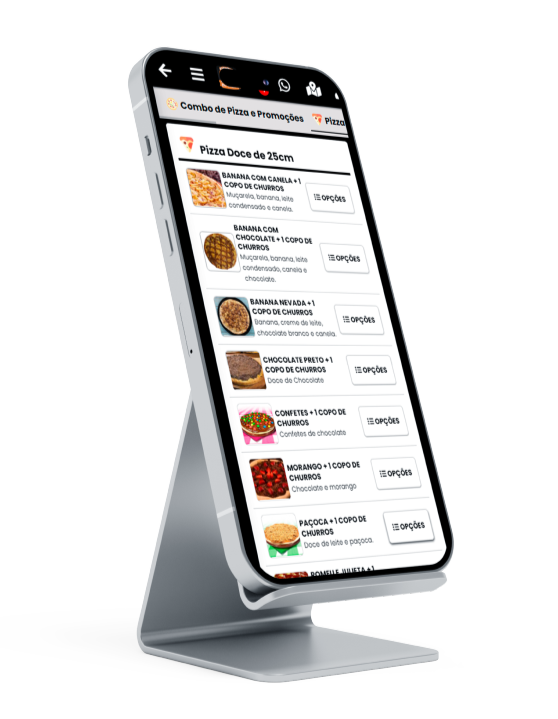 Combo de Pizza e Promoções
Pizza
Pizza Doce de 25cm
BANANA COM CANELA + 1
COPO DE CHURROS
Muçarela, banana, leite
condensado e canela.
OPÇÕES
BANANA COM
CHOCOLATE + 1 COPO DE
CHURROS
Muçarela, banana, leite
condensado, canela e
chocolate.
OPÇÕES
BANANA NEVADA + 1
COPO DE CHURROS
Banana, creme de leite,
chocolate branco e canela.
OPÇÕES
CHOCOLATE PRETO + 1
COPO DE CHURROS
Doce de Chocolate
OPÇÕES
CONFETES + 1 COPO DE
CHURROS
Confetes de chocolate
OPÇÕES
MORANGO + 1 COPO DE
CHURROS
Chocolate e morango
OPÇÕES
PAÇOCA + 1 COPO DE
CHURROS
Doce de leite e paçoca.
OPÇÕES
JULIETA + 1